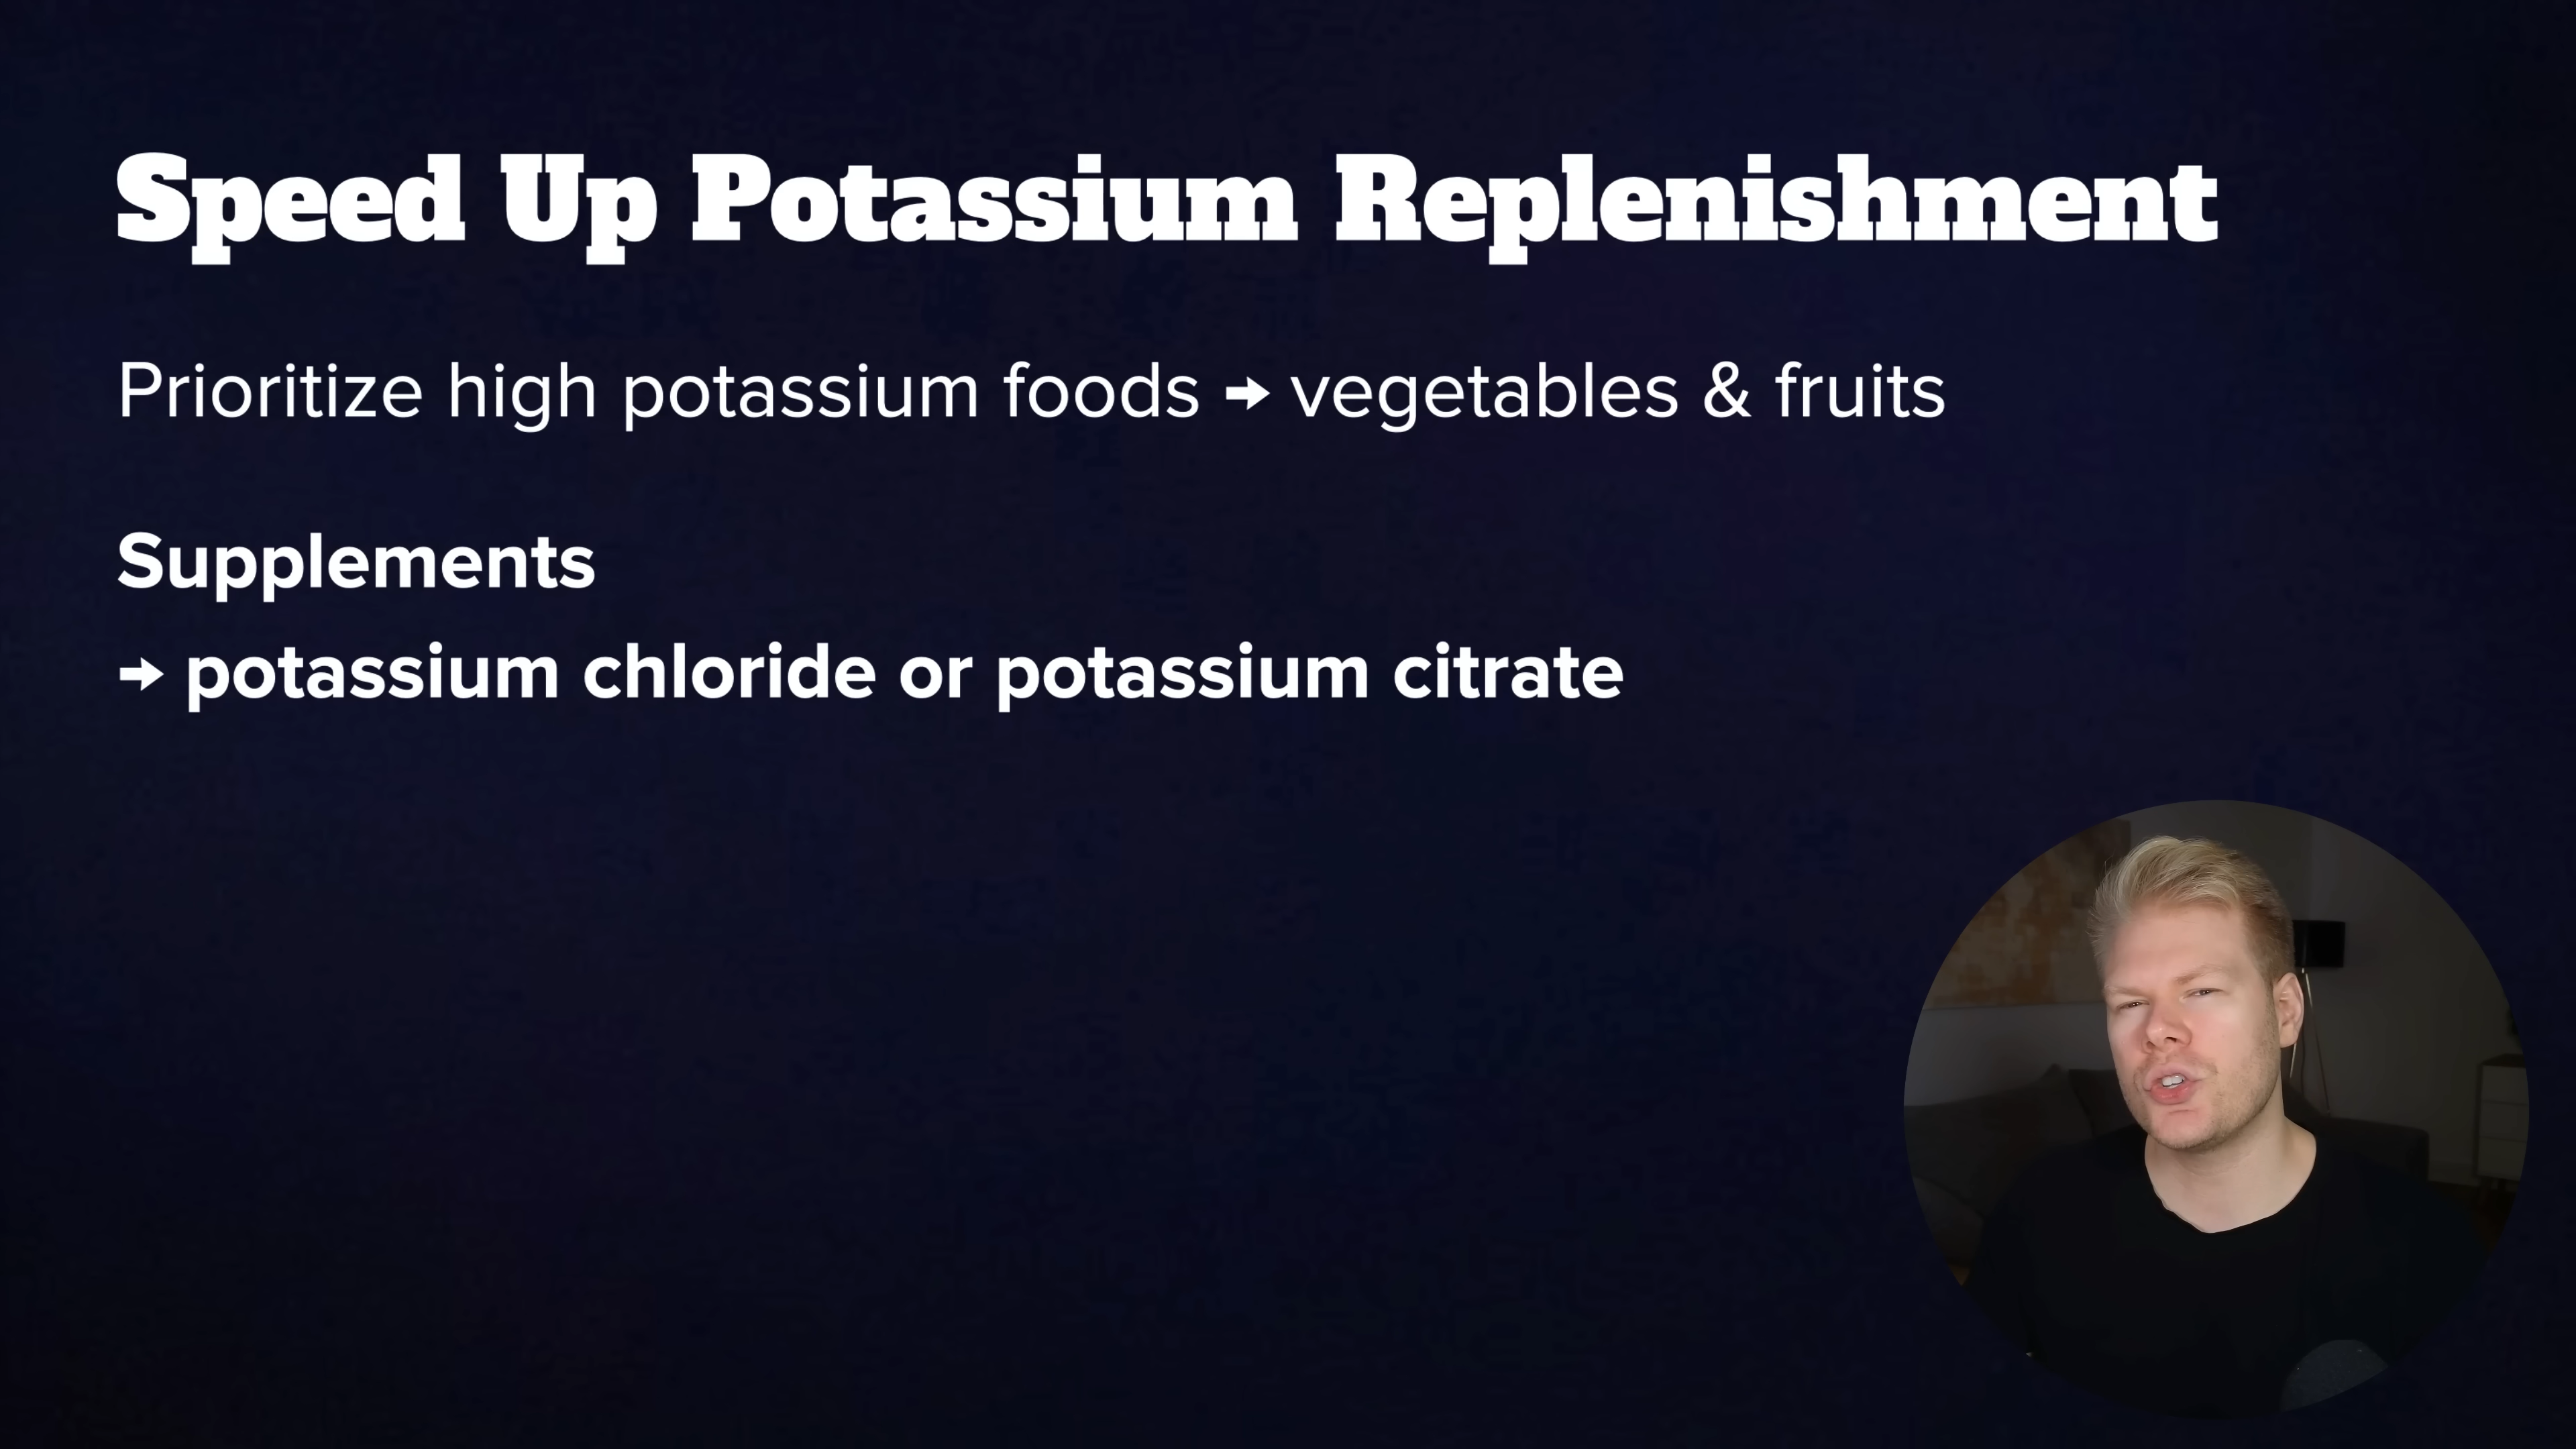 Speed Up Potassium Replenishment
Prioritize high potassium foods → vegetables & fruits
Supplements
→ potassium chloride or potassium citrate